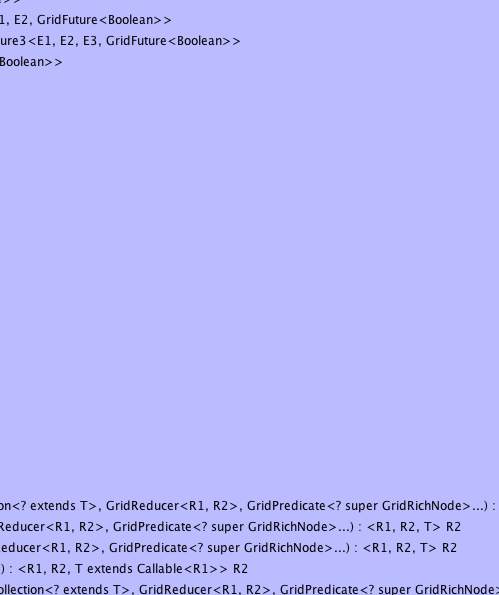 1, E2, GridFuture<Boolean>>
ure3<E1, E2, E3, GridFuture<Boolean>>
Boolean>>
on<? extends T>, GridReducer<R1, R2>, GridPredicate<? super GridRichNode>...) :
Reducer<R1, R2>, GridPredicate<? super GridRichNode>...) : <R1, R2, T> R2
educer<R1, R2>, GridPredicate<? super GridRichNode>...) : <R1, R2, T> R2
) : <R1, R2, T extends Callable<R1>> R2
ollection<? extends T>, GridReducer<R1, R2>, GridPredicate<? super GridRichNode>